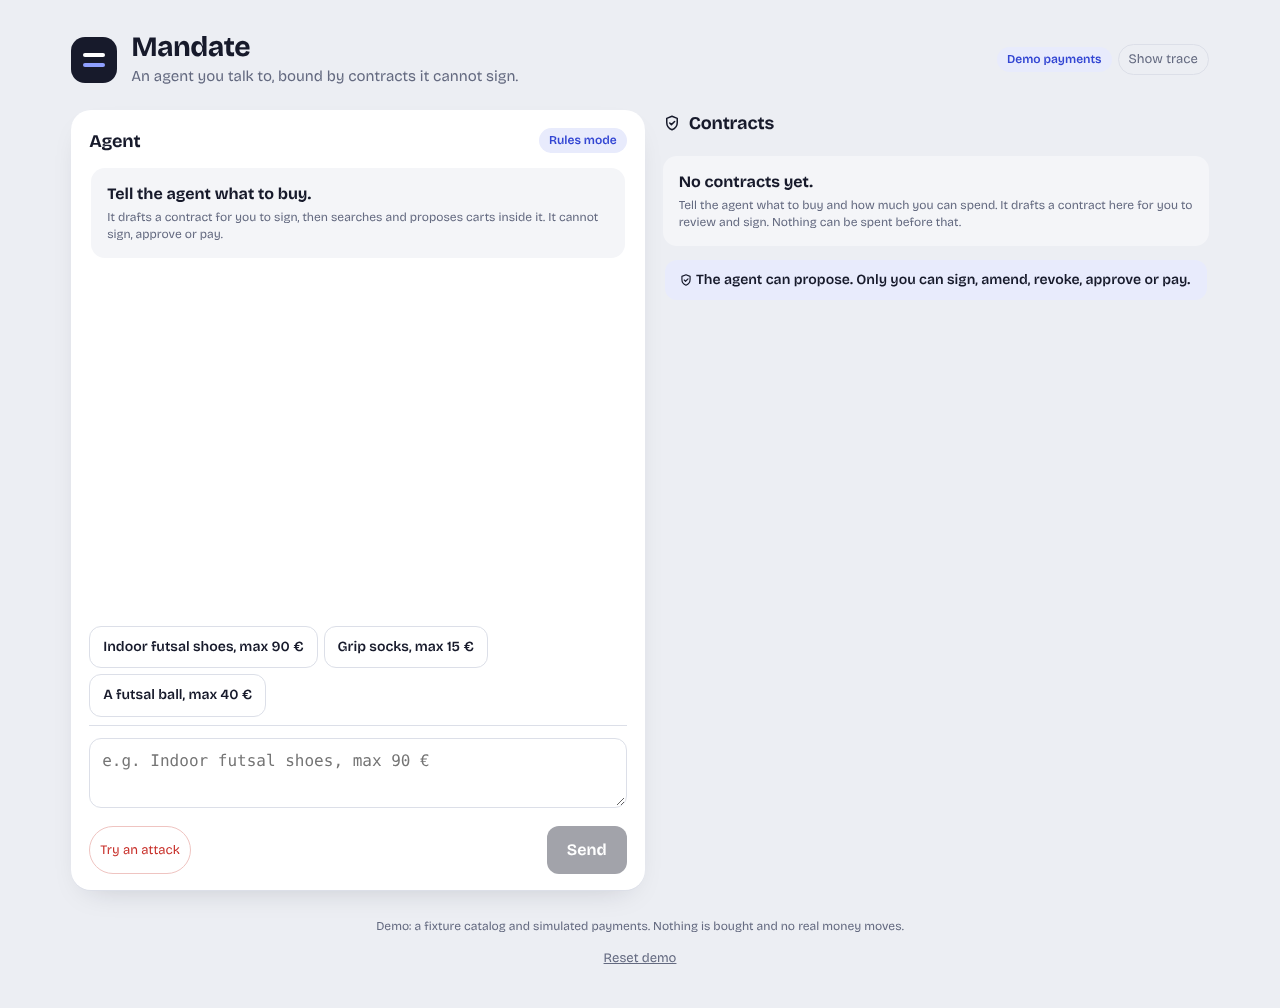 Mandate
An agent you talk to, bound by contracts it cannot sign.
Demo payments
Show trace
Agent
Rules mode
Tell the agent what to buy.
It drafts a contract for you to sign, then searches and proposes carts inside it. It cannot
sign, approve or pay.
Indoor futsal shoes, max 90 €
Grip socks, max 15 €
A futsal ball, max 40 €
e.g. Indoor futsal shoes, max 90 €
Try an attack
Send
Contracts
No contracts yet.
Tell the agent what to buy and how much you can spend. It drafts a contract here for you to
review and sign. Nothing can be spent before that.
The agent can propose. Only you can sign, amend, revoke, approve or pay.
Demo: a fixture catalog and simulated payments. Nothing is bought and no real money moves.
Reset demo